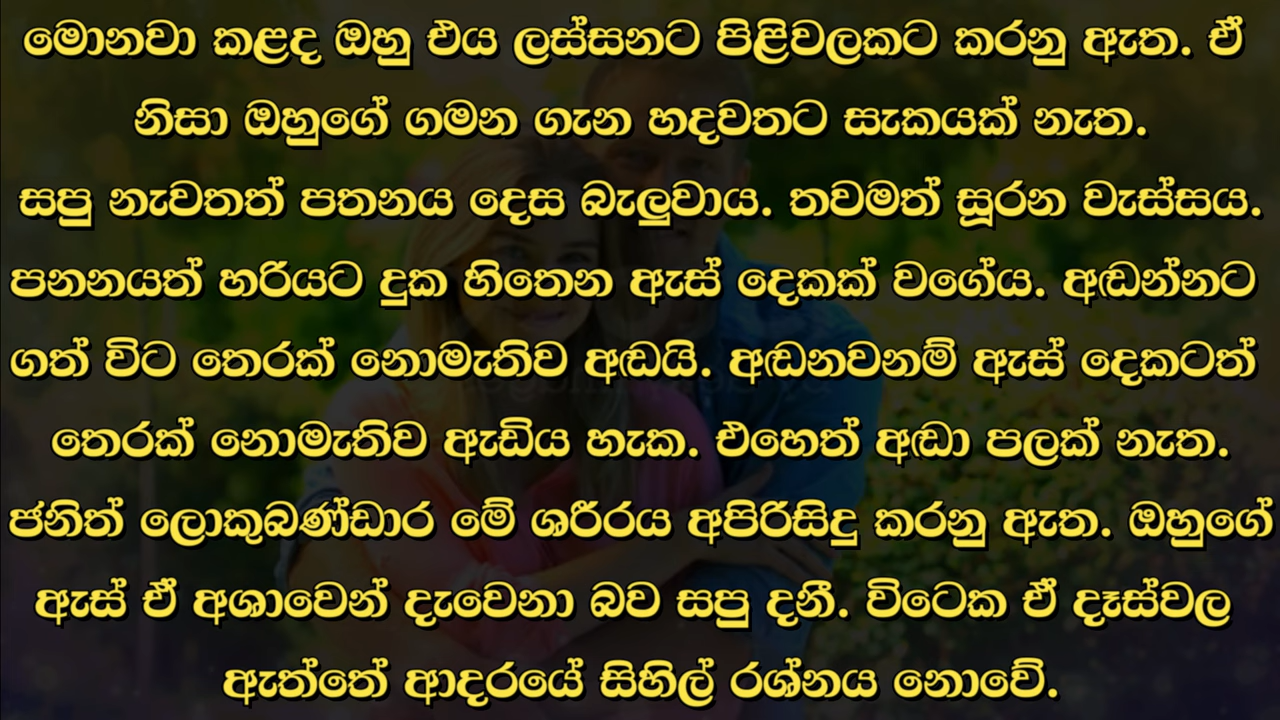 මොනවා කළද ඔහු එය ලස්සනට පිළිවලකට කරනු ඇත. ඒ
නිසා ඔහුගේ ගමන ගැන හදවතට සැකයක් නැත.
සපු නැවතත් පතනය දෙස බැලුවාය. තවමත් සූරන වැස්සය.
පනනයත් හරියට දුක හිතෙන ඇස් දෙකක් වගේය. අඬන්නට
ගත් විට තෙරක් නොමැතිව අඬයි. අඬනවනම් ඇස් දෙකටත්
තෙරක් නොමැතිව ඇඩිය හැක. එහෙත් අඬා පලක් නැත.
ජනිත් ලොකුබණ්ඩාර මේ ශරීරය අපිරිසිදු කරනු ඇත. ඔහුගේ
ඇස් ඒ අශාවෙන් දැවෙනා බව සපු දනී. විටෙක ඒ දෑස්වල
ඇත්තේ ආදරයේ සිහිල් රශ්නය නොවේ.